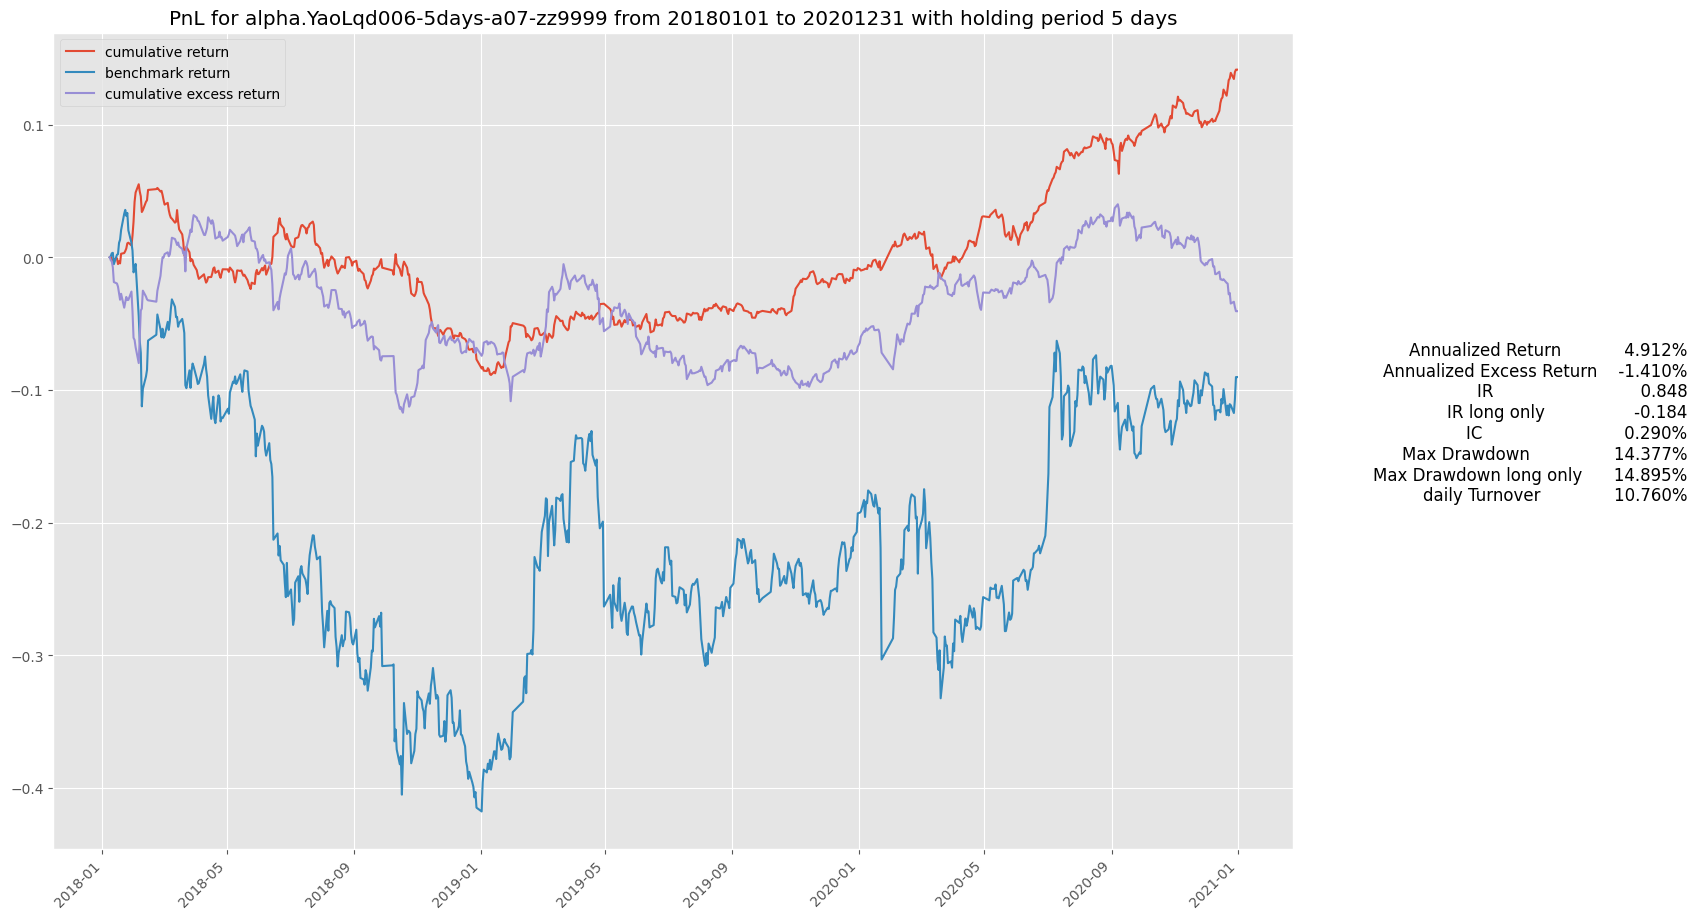 PnL for alpha.YaoLqd006-5days-a07-zz9999 from 20180101 to 20201231 with holding period 5 days
cumulative return
benchmark return
cumulative excess return
0.1
0.0
−0.1
−0.2
−0.3
−0.4
2018-01
2018-05
2018-09
2019-01
2019-05
2019-09
2020-01
2020-05
2020-09
2021-01
Annualized Return 4.912%
Annualized Excess Return -1.410%
IR 0.848
IR long only -0.184
IC 0.290%
Max Drawdown 14.377%
Max Drawdown long only 14.895%
daily Turnover 10.760%